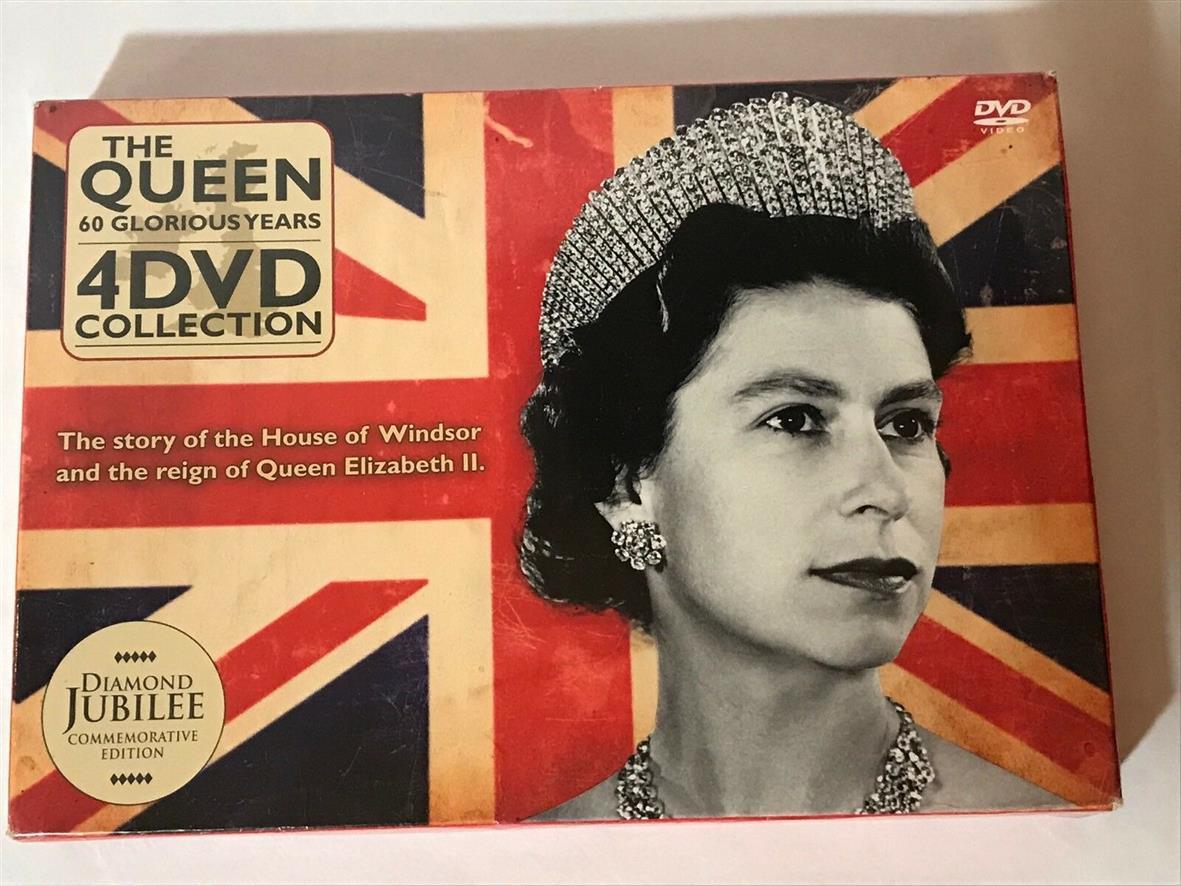 THE
QUEEN
60 GLORIOUS YEARS
4DVD
COLLECTION
DVD
VIDEO
The story of the House of Windsor
and the reign of Queen Elizabeth II.
DIAMOND
JUBILEE
COMMEMORATIVE
EDITION